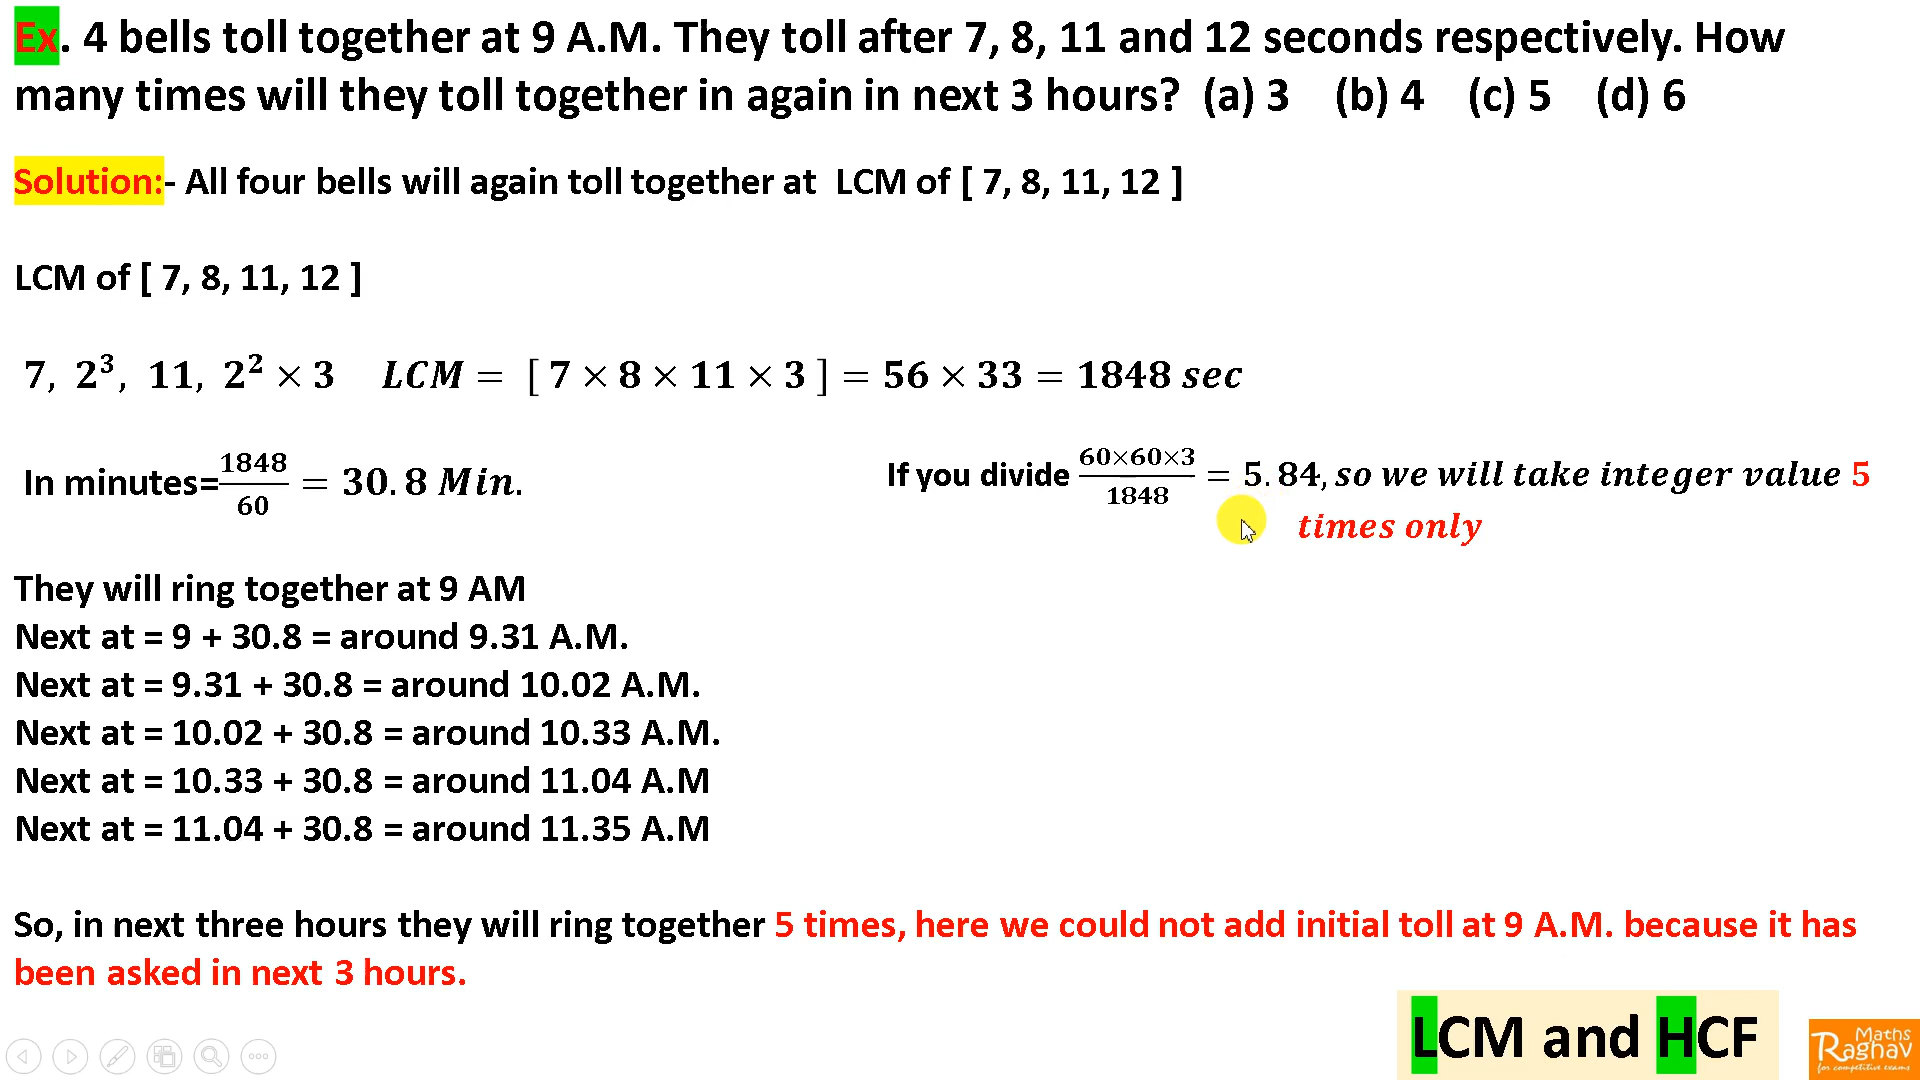 Ex. 4 bells toll together at 9 A.M. They toll after 7, 8, 11 and 12 seconds respectively. How
many times will they toll together in again in next 3 hours? (a) 3 (b) 4 (c) 5 (d) 6
Solution:- All four bells will again toll together at LCM of [ 7, 8, 11, 12 ]
LCM of [ 7, 8, 11, 12 ]
7, 2³, 11, 2² × 3 LCM = [ 7 × 8 × 11 × 3 ] = 56 × 33 = 1848 sec
In minutes=1848/60 = 30.8 Min.
If you divide 60×60×3/1848 = 5.84, so we will take integer value 5
times only
They will ring together at 9 AM
Next at = 9 + 30.8 = around 9.31 A.M.
Next at = 9.31 + 30.8 = around 10.02 A.M.
Next at = 10.02 + 30.8 = around 10.33 A.M.
Next at = 10.33 + 30.8 = around 11.04 A.M
Next at = 11.04 + 30.8 = around 11.35 A.M
So, in next three hours they will ring together 5 times, here we could not add initial toll at 9 A.M. because it has
been asked in next 3 hours.
LCM and HCF
Maths
Raghav
for competitive exams